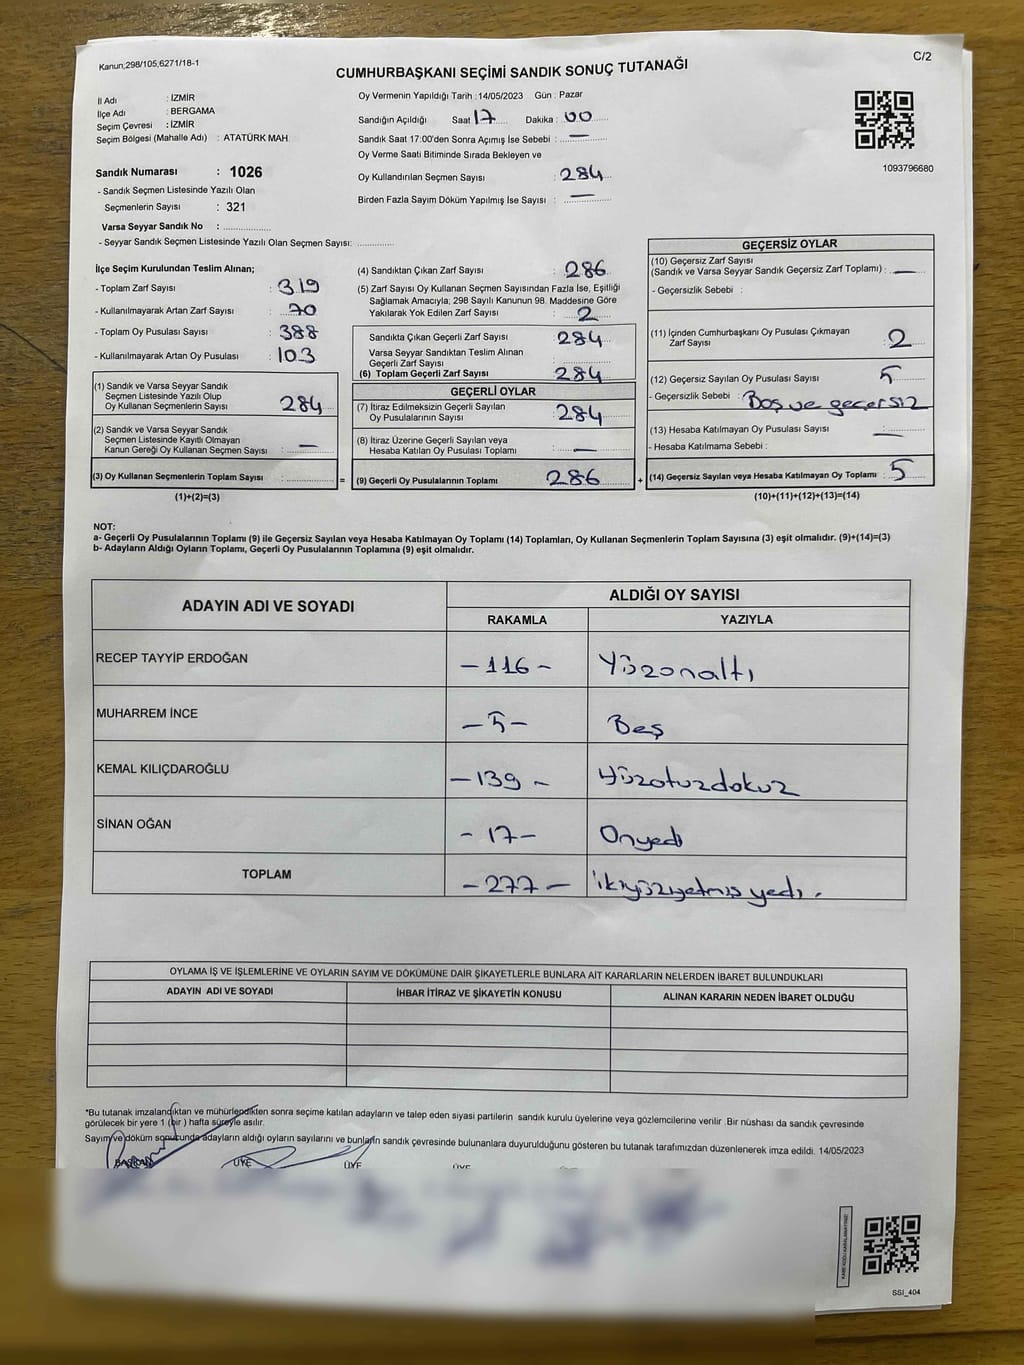 Kanun;298/105,6271/18-1
C/2
CUMHURBAŞKANI SEÇİMİ SANDIK SONUÇ TUTANAĞI
İl Adı : İZMİR
İlçe Adı : BERGAMA
Seçim Çevresi : İZMİR
Seçim Bölgesi (Mahalle Adı) : ATATÜRK MAH.
Sandık Numarası : 1026
- Sandık Seçmen Listesinde Yazılı Olan
Seçmenlerin Sayısı : 321
Varsa Seyyar Sandık No :
- Seyyar Sandık Seçmen Listesinde Yazılı Olan Seçmen Sayısı:
Oy Vermenin Yapıldığı Tarih : 14/05/2023 Gün : Pazar
Sandığın Açıldığı Saat 17 Dakika : 00
Sandık Saat 17:00'den Sonra Açımış İse Sebebi : —
Oy Verme Saati Bitiminde Sırada Bekleyen ve
Oy Kullandırılan Seçmen Sayısı : 284
Birden Fazla Sayım Döküm Yapılmış İse Sayısı : —
1093796680
İlçe Seçim Kurulundan Teslim Alınan;
- Toplam Zarf Sayısı : 319
- Kullanılmayarak Artan Zarf Sayısı : 70
- Toplam Oy Pusulası Sayısı : 388
- Kullanılmayarak Artan Oy Pusulası : 103
(1) Sandık ve Varsa Seyyar Sandık
Seçmen Listesinde Yazılı Olup
Oy Kullanan Seçmenlerin Sayısı : 284
(2) Sandık ve Varsa Seyyar Sandık
Seçmen Listesinde Kayıtlı Olmayan
Kanun Gereği Oy Kullanan Seçmen Sayısı : —
(3) Oy Kullanan Seçmenlerin Toplam Sayısı :
(1)+(2)=(3)
=
(4) Sandıktan Çıkan Zarf Sayısı : 286
(5) Zarf Sayısı Oy Kullanan Seçmen Sayısından Fazla İse, Eşitliği
Sağlamak Amacıyla; 298 Sayılı Kanunun 98. Maddesine Göre
Yakılarak Yok Edilen Zarf Sayısı : 2
Sandıkta Çıkan Geçerli Zarf Sayısı : 284
Varsa Seyyar Sandıktan Teslim Alınan
Geçerli Zarf Sayısı :
(6) Toplam Geçerli Zarf Sayısı : 284
GEÇERLİ OYLAR
(7) İtiraz Edilmeksizin Geçerli Sayılan
Oy Pusulalarının Sayısı : 284
(8) İtiraz Üzerine Geçerli Sayılan veya
Hesaba Katılan Oy Pusulası Toplamı : —
(9) Geçerli Oy Pusulalarının Toplamı : 286
+
GEÇERSİZ OYLAR
(10) Geçersiz Zarf Sayısı
(Sandık ve Varsa Seyyar Sandık Geçersiz Zarf Toplamı) : —
- Geçersizlik Sebebi :
(11) İçinden Cumhurbaşkanı Oy Pusulası Çıkmayan
Zarf Sayısı : 2
(12) Geçersiz Sayılan Oy Pusulası Sayısı : 5
- Geçersizlik Sebebi : Boş ve geçersiz
(13) Hesaba Katılmayan Oy Pusulası Sayısı : —
- Hesaba Katılmama Sebebi :
(14) Geçersiz Sayılan veya Hesaba Katılmayan Oy Toplamı : 5
(10)+(11)+(12)+(13)=(14)
NOT:
a- Geçerli Oy Pusulalarının Toplamı (9) ile Geçersiz Sayılan veya Hesaba Katılmayan Oy Toplamı (14) Toplamları, Oy Kullanan Seçmenlerin Toplam Sayısına (3) eşit olmalıdır. (9)+(14)=(3)
b- Adayların Aldığı Oyların Toplamı, Geçerli Oy Pusulalarının Toplamına (9) eşit olmalıdır.
ADAYIN ADI VE SOYADI ALDIĞI OY SAYISI
RAKAMLA YAZIYLA
RECEP TAYYİP ERDOĞAN - 116 - Yüzonaltı
MUHARREM İNCE - 5 - Beş
KEMAL KILIÇDAROĞLU - 139 - Yüzotuzdokuz
SİNAN OĞAN - 17 - Onyedi
TOPLAM - 277 - ikiyüzyetmişyedi.
OYLAMA İŞ VE İŞLEMLERİNE VE OYLARIN SAYIM VE DÖKÜMÜNE DAİR ŞİKAYETLERLE BUNLARA AİT KARARLARIN NELERDEN İBARET BULUNDUKLARI
ADAYIN ADI VE SOYADI İHBAR İTİRAZ VE ŞİKAYETİN KONUSU ALINAN KARARIN NEDEN İBARET OLDUĞU
*Bu tutanak imzalandıktan ve mühürlendikten sonra seçime katılan adayların ve talep eden siyasi partilerin sandık kurulu üyelerine veya gözlemcilerine verilir. Bir nüshası da sandık çevresinde
görülecek bir yere 1 (bir) hafta süreyle asılır.
Sayım ve döküm sonucunda adayların aldığı oyların sayılarını ve bunların sandık çevresinde bulunanlara duyurulduğunu gösteren bu tutanak tarafımızdan düzenlenerek imza edildi. 14/05/2023
BAŞKAN ÜYE ÜYE ÜYE
SSI_404